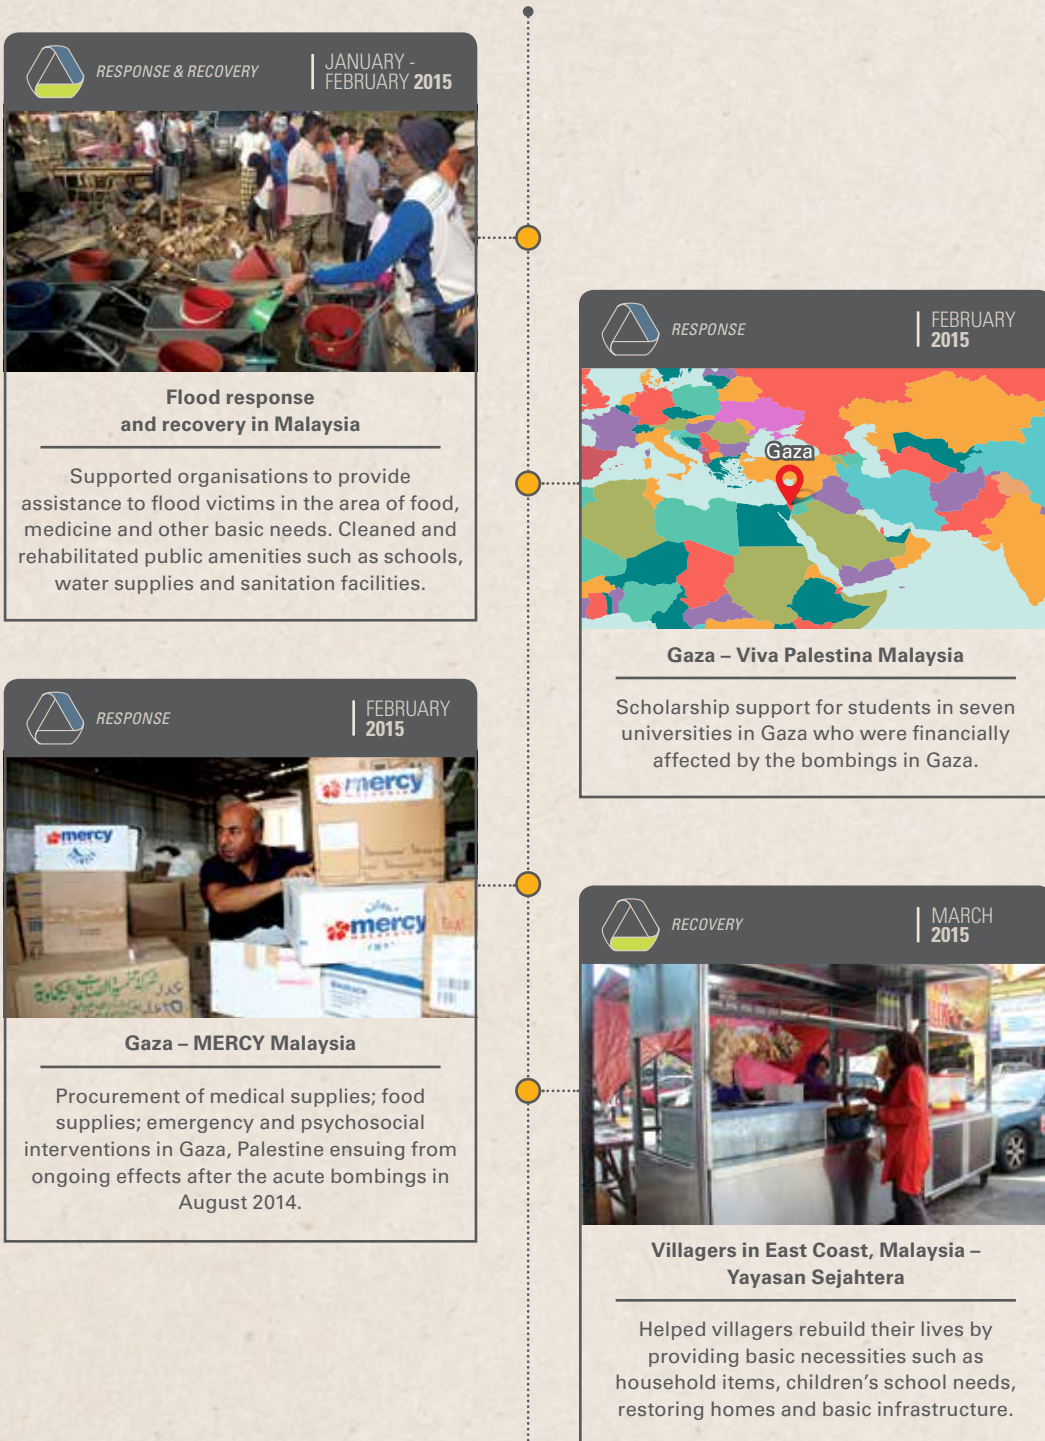 RESPONSE & RECOVERY
JANUARY -
FEBRUARY 2015
Flood response
and recovery in Malaysia
Supported organisations to provide
assistance to flood victims in the area of food,
medicine and other basic needs. Cleaned and
rehabilitated public amenities such as schools,
water supplies and sanitation facilities.
RESPONSE
FEBRUARY
2015
Gaza
Gaza – Viva Palestina Malaysia
Scholarship support for students in seven
universities in Gaza who were financially
affected by the bombings in Gaza.
RESPONSE
FEBRUARY
2015
mercy
mercy
mercy
Gaza – MERCY Malaysia
Procurement of medical supplies; food
supplies; emergency and psychosocial
interventions in Gaza, Palestine ensuing from
ongoing effects after the acute bombings in
August 2014.
RECOVERY
MARCH
2015
Villagers in East Coast, Malaysia –
Yayasan Sejahtera
Helped villagers rebuild their lives by
providing basic necessities such as
household items, children’s school needs,
restoring homes and basic infrastructure.